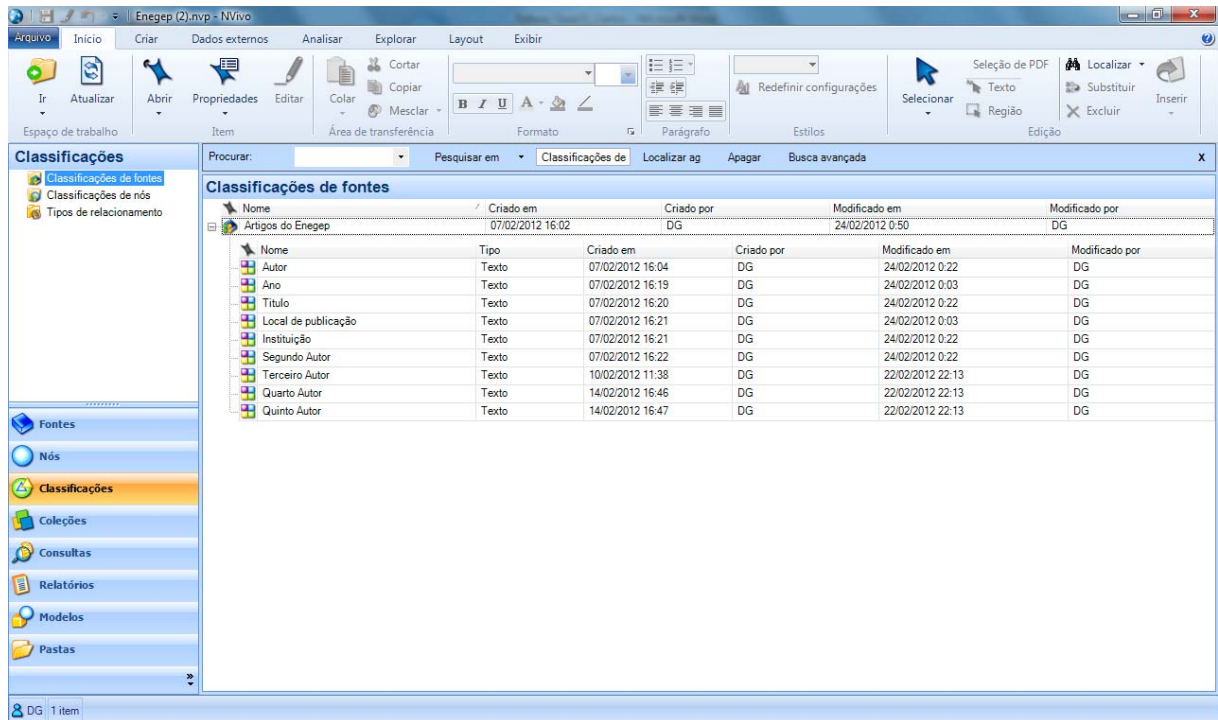 Enegep (2).nvp - NVivo
Arquivo Início Criar Dados externos Analisar Explorar Layout Exibir
Ir Atualizar
Espaço de trabalho
Abrir Propriedades Editar
Item
Colar Cortar
Copiar
Mesclar
Área de transferência
B I U A
Formato
Parágrafo
Redefinir configurações
Estilos
Selecionar
Seleção de PDF
Texto
Região
Localizar
Substituir
Excluir
Inserir
Edição
Classificações
Classificações de fontes
Classificações de nós
Tipos de relacionamento
Procurar: Pesquisar em Classificações de Localizar ag Apagar Busca avançada X
Classificações de fontes
Nome Criado em Criado por Modificado em Modificado por
Artigos do Enegep 07/02/2012 16:02 DG 24/02/2012 0:50 DG
Nome Tipo Criado em Criado por Modificado em Modificado por
Autor Texto 07/02/2012 16:04 DG 24/02/2012 0:22 DG
Ano Texto 07/02/2012 16:19 DG 24/02/2012 0:03 DG
Titulo Texto 07/02/2012 16:20 DG 24/02/2012 0:22 DG
Local de publicação Texto 07/02/2012 16:21 DG 24/02/2012 0:03 DG
Instituição Texto 07/02/2012 16:21 DG 24/02/2012 0:22 DG
Segundo Autor Texto 07/02/2012 16:22 DG 24/02/2012 0:22 DG
Terceiro Autor Texto 10/02/2012 11:38 DG 22/02/2012 22:13 DG
Quarto Autor Texto 14/02/2012 16:46 DG 22/02/2012 22:13 DG
Quinto Autor Texto 14/02/2012 16:47 DG 22/02/2012 22:13 DG
Fontes
Nós
Classificações
Coleções
Consultas
Relatórios
Modelos
Pastas
DG 1 item